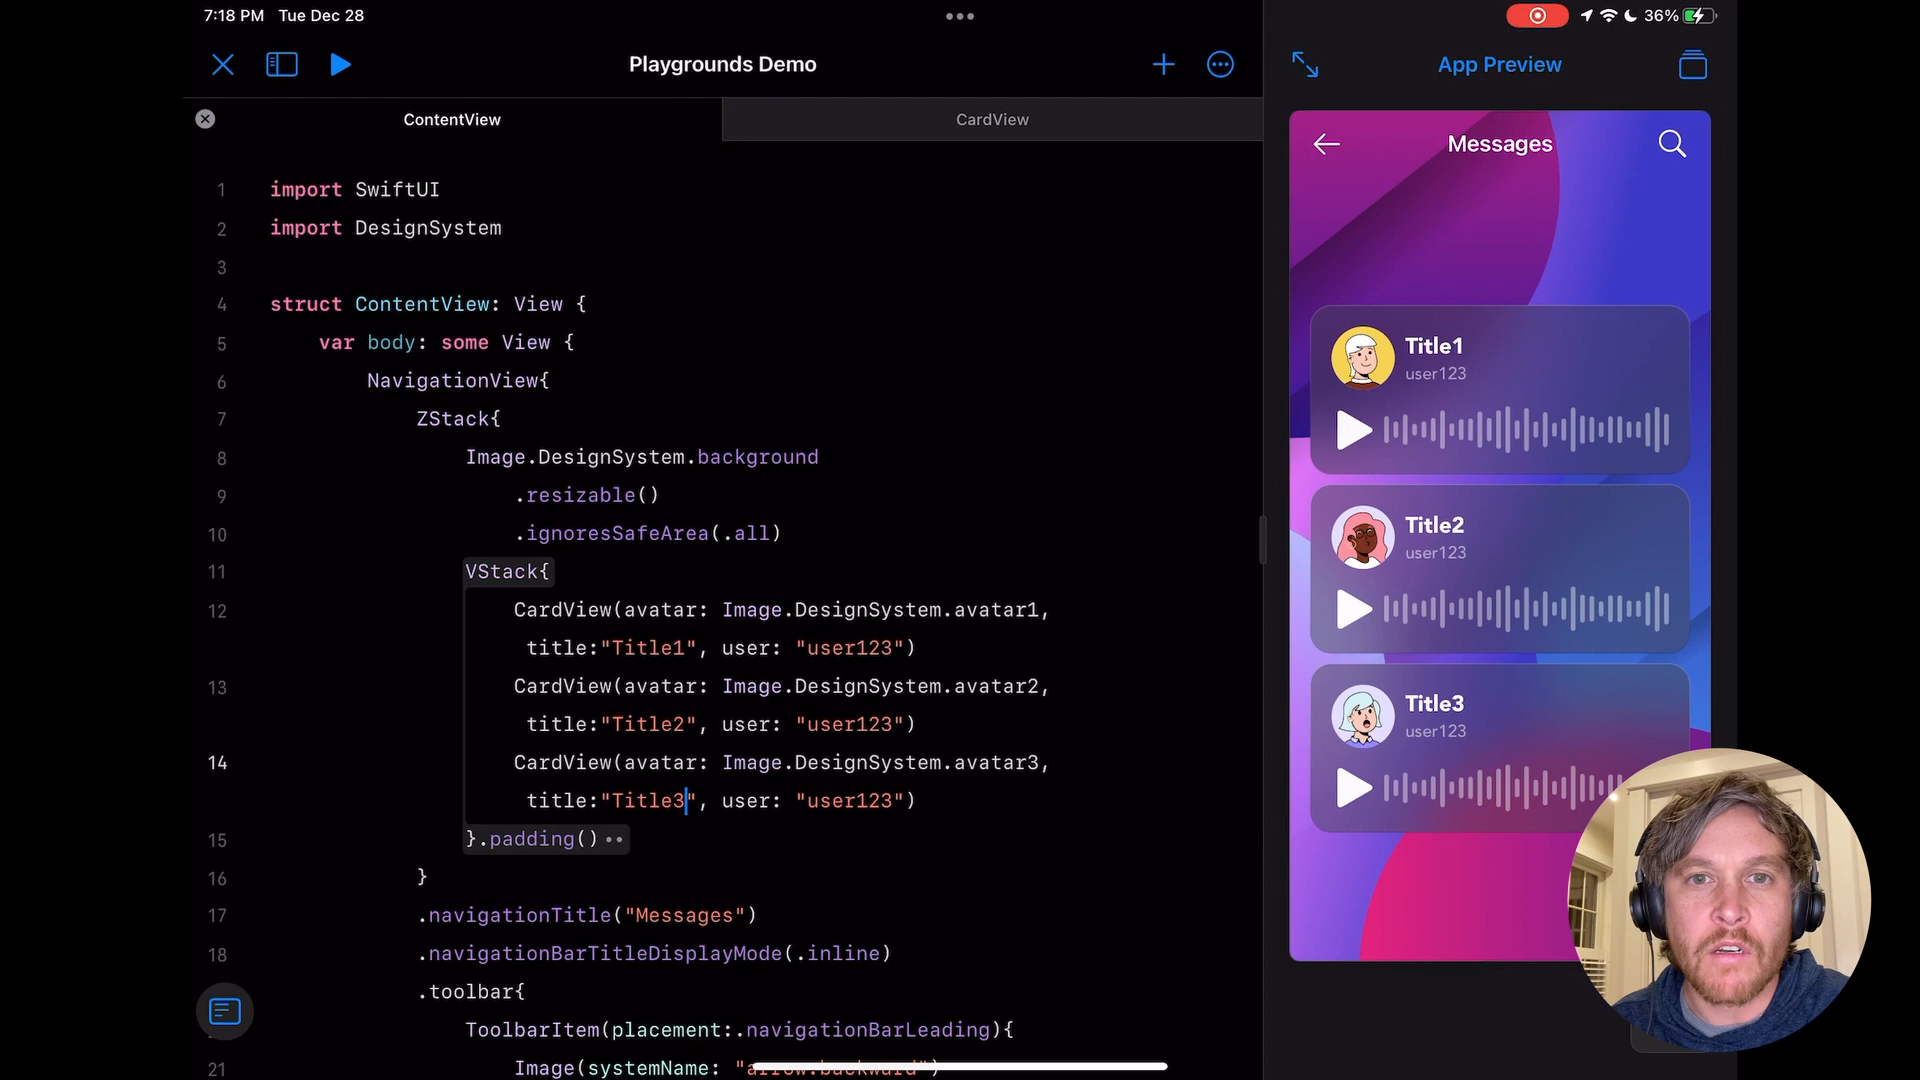 7:18 PM Tue Dec 28
36%
Playgrounds Demo
App Preview
ContentView
CardView
1 import SwiftUI
2 import DesignSystem
3
4 struct ContentView: View {
5 var body: some View {
6 NavigationView{
7 ZStack{
8 Image.DesignSystem.background
9 .resizable()
10 .ignoresSafeArea(.all)
11 VStack{
12 CardView(avatar: Image.DesignSystem.avatar1,
title:"Title1", user: "user123")
13 CardView(avatar: Image.DesignSystem.avatar2,
title:"Title2", user: "user123")
14 CardView(avatar: Image.DesignSystem.avatar3,
title:"Title3", user: "user123")
15 }.padding()
16 }
17 .navigationTitle("Messages")
18 .navigationBarTitleDisplayMode(.inline)
.toolbar{
ToolbarItem(placement:.navigationBarLeading){
21 Image(systemName: "arrow.backward")
Messages
Title1
user123
Title2
user123
Title3
user123